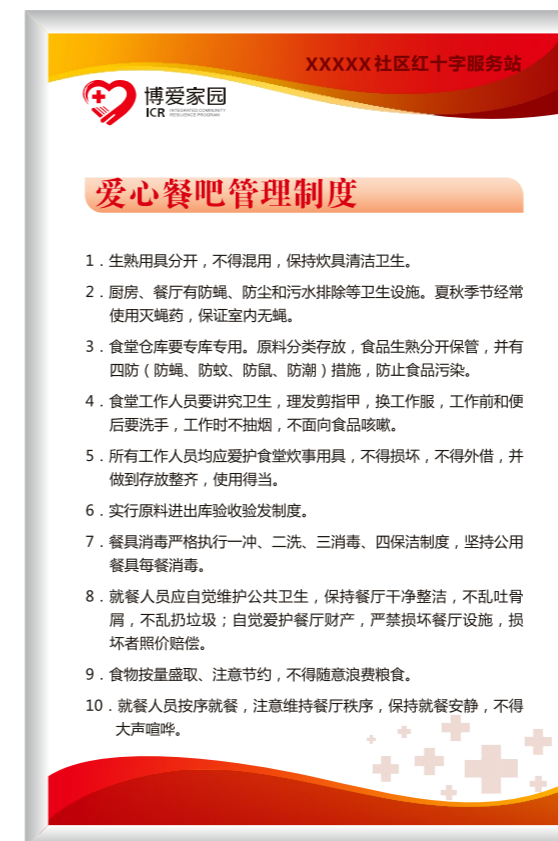 XXXXX社区红十字服务站
博爱家园
ICR INTEGRATED COMMUNITY
RESILIENCE PROGRAM
爱心餐吧管理制度
1．生熟用具分开，不得混用，保持炊具清洁卫生。
2．厨房、餐厅有防蝇、防尘和污水排除等卫生设施。夏秋季节经常
使用灭蝇药，保证室内无蝇。
3．食堂仓库要专库专用。原料分类存放，食品生熟分开保管，并有
四防（防蝇、防蚊、防鼠、防潮）措施，防止食品污染。
4．食堂工作人员要讲究卫生，理发剪指甲，换工作服，工作前和便
后要洗手，工作时不抽烟，不面向食品咳嗽。
5．所有工作人员均应爱护食堂炊事用具，不得损坏，不得外借，并
做到存放整齐，使用得当。
6．实行原料进出库验收验发制度。
7．餐具消毒严格执行一冲、二洗、三消毒、四保洁制度，坚持公用
餐具每餐消毒。
8．就餐人员应自觉维护公共卫生，保持餐厅干净整洁，不乱吐骨
屑，不乱扔垃圾；自觉爱护餐厅财产，严禁损坏餐厅设施，损
坏者照价赔偿。
9．食物按量盛取、注意节约，不得随意浪费粮食。
10．就餐人员按序就餐，注意维持餐厅秩序，保持就餐安静，不得
大声喧哗。